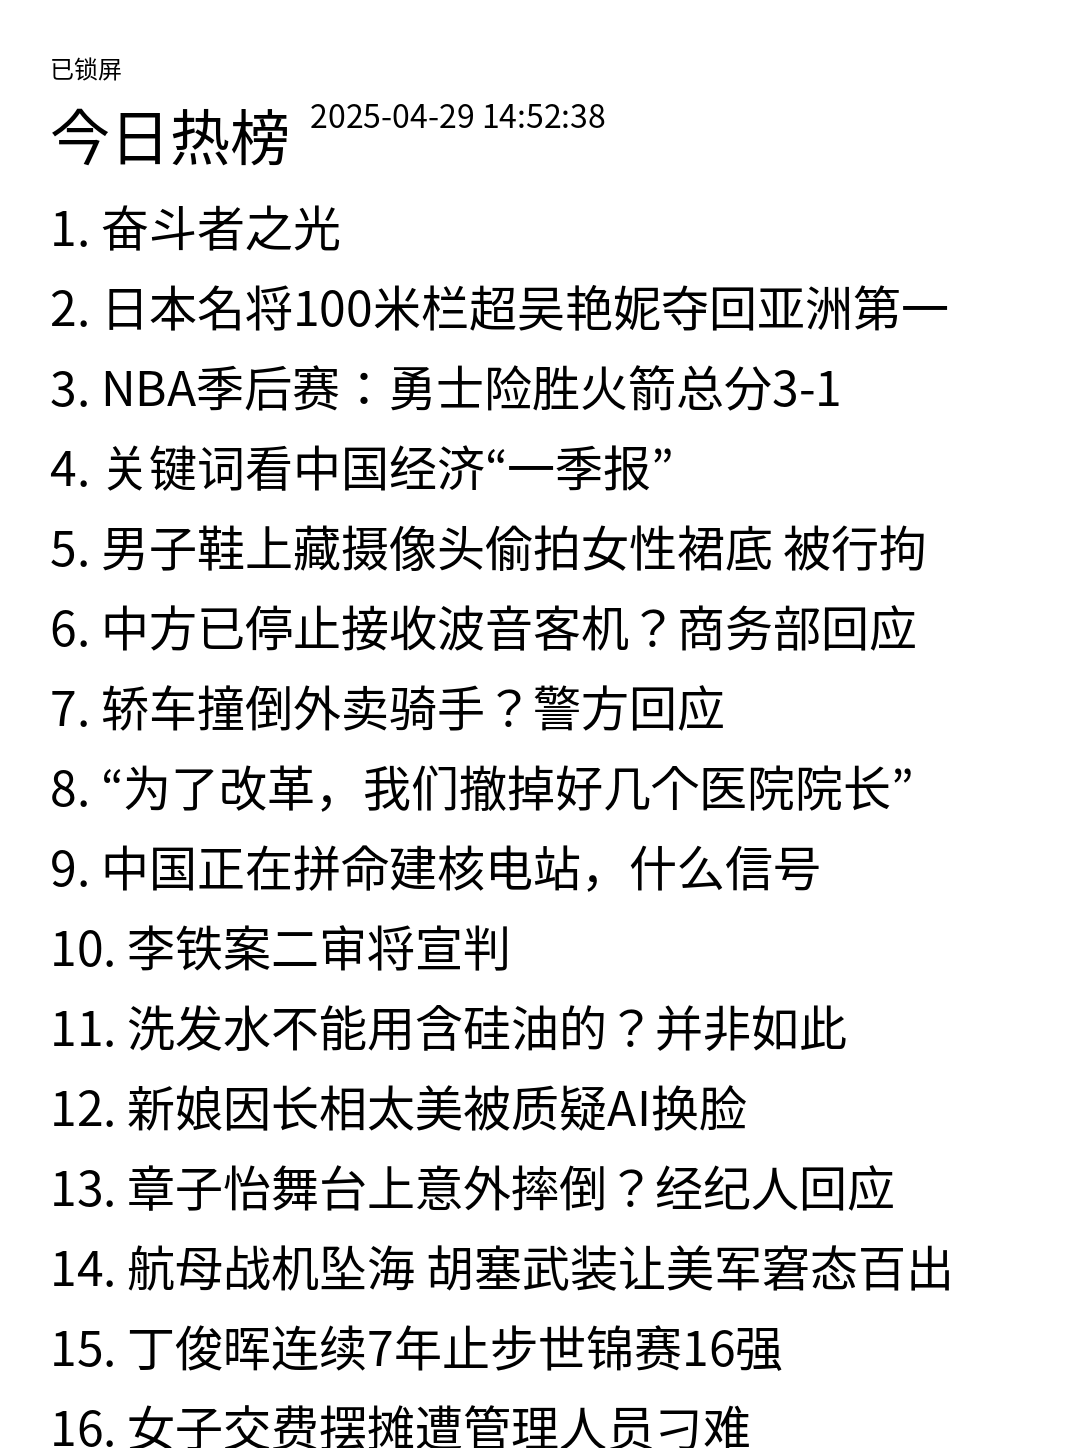 已锁屏
今日热榜 2025-04-29 14:52:38
1. 奋斗者之光
2. 日本名将100米栏超吴艳妮夺回亚洲第一
3. NBA季后赛：勇士险胜火箭总分3-1
4. 关键词看中国经济“一季报”
5. 男子鞋上藏摄像头偷拍女性裙底 被行拘
6. 中方已停止接收波音客机？商务部回应
7. 轿车撞倒外卖骑手？警方回应
8. “为了改革，我们撤掉好几个医院院长”
9. 中国正在拼命建核电站，什么信号
10. 李铁案二审将宣判
11. 洗发水不能用含硅油的？并非如此
12. 新娘因长相太美被质疑AI换脸
13. 章子怡舞台上意外摔倒？经纪人回应
14. 航母战机坠海 胡塞武装让美军窘态百出
15. 丁俊晖连续7年止步世锦赛16强
16. 女子交费摆摊遭管理人员刁难